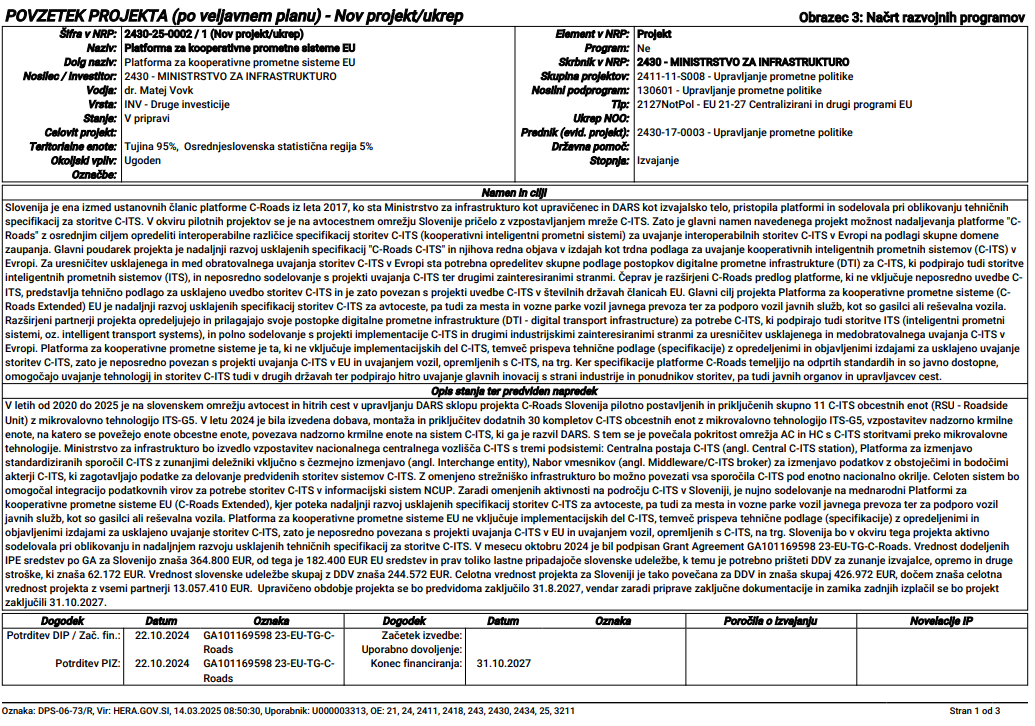 POVZETEK PROJEKTA (po veljavnem planu) - Nov projekt/ukrep
Obrazec 3: Načrt razvojnih programov
Šifra v NRP: 2430-25-0002 / 1 (Nov projekt/ukrep)
Naziv: Platforma za kooperativne prometne sisteme EU
Dolg naziv: Platforma za kooperativne prometne sisteme EU
Nosilec / Investitor: 2430 - MINISTRSTVO ZA INFRASTRUKTURO
Vodja: dr. Matej Vovk
Vrsta: INV - Druge investicije
Stanje: V pripravi
Celovit projekt:
Teritorialne enote: Tujina 95%, Osrednjeslovenska statistična regija 5%
Okoljski vpliv: Ugoden
Označbe:
Element v NRP: Projekt
Program: Ne
Skrbnik v NRP: 2430 - MINISTRSTVO ZA INFRASTRUKTURO
Skupina projektov: 2411-11-S008 - Upravljanje prometne politike
Nosilni podprogram: 130601 - Upravljanje prometne politike
Tip: 2127NotPol - EU 21-27 Centralizirani in drugi programi EU
Ukrep NOO:
Prednik (evid. projekt): 2430-17-0003 - Upravljanje prometne politike
Državna pomoč:
Stopnja: Izvajanje
Namen in cilji
Slovenija je ena izmed ustanovnih članic platforme C-Roads iz leta 2017, ko sta Ministrstvo za infrastrukturo kot upravičenec in DARS kot izvajalsko telo, pristopila platformi in sodelovala pri oblikovanju tehničnih
specifikacij za storitve C-ITS. V okviru pilotnih projektov se je na avtocestnem omrežju Slovenije pričelo z vzpostavljanjem mreže C-ITS. Zato je glavni namen navedenega projekt možnost nadaljevanja platforme "C-
Roads" z osrednjim ciljem opredeliti interoperabilne različice specifikacij storitev C-ITS (kooperativni inteligentni prometni sistemi) za uvajanje interoperabilnih storitev C-ITS v Evropi na podlagi skupne domene
zaupanja. Glavni poudarek projekta je nadaljnji razvoj usklajenih specifikacij "C-Roads C-ITS" in njihova redna objava v izdajah kot trdna podlaga za uvajanje kooperativnih inteligentnih prometnih sistemov (C-ITS) v
Evropi. Za uresničitev usklajenega in med obratovalnega uvajanja storitev C-ITS v Evropi sta potrebna opredelitev skupne podlage postopkov digitalne prometne infrastrukture (DTI) za C-ITS, ki podpirajo tudi storitve
inteligentnih prometnih sistemov (ITS), in neposredno sodelovanje s projekti uvajanja C-ITS ter drugimi zainteresiranimi stranmi. Čeprav je razširjeni C-Roads predlog platforme, ki ne vključuje neposredno uvedbe C-
ITS, predstavlja tehnično podlago za usklajeno uvedbo storitev C-ITS in je zato povezan s projekti uvedbe C-ITS v številnih državah članicah EU. Glavni cilj projekta Platforma za kooperativne prometne sisteme (C-
Roads Extended) EU je nadaljnji razvoj usklajenih specifikacij storitev C-ITS za avtoceste, pa tudi za mesta in vozne parke vozil javnega prevoza ter za podporo vozil javnih služb, kot so gasilci ali reševalna vozila.
Razširjeni partnerji projekta opredeljujejo in prilagajajo svoje postopke digitalne prometne infrastrukture (DTI - digital transport infrastructure) za potrebe C-ITS, ki podpirajo tudi storitve ITS (inteligentni prometni
sistemi, oz. intelligent transport systems), in polno sodelovanje s projekti implementacije C-ITS in drugimi industrijskimi zainteresiranimi stranmi za uresničitev usklajenega in medobratovalnega uvajanja C-ITS v
Evropi. Platforma za kooperativne prometne sisteme je ta, ki ne vključuje implementacijskih del C-ITS, temveč prispeva tehnične podlage (specifikacije) z opredeljenimi in objavljenimi izdajami za usklajeno uvajanje
storitev C-ITS, zato je neposredno povezan s projekti uvajanja C-ITS v EU in uvajanjem vozil, opremljenih s C-ITS, na trg. Ker specifikacije platforme C-Roads temeljijo na odprtih standardih in so javno dostopne,
omogočajo uvajanje tehnologij in storitev C-ITS tudi v drugih državah ter podpirajo hitro uvajanje glavnih inovacij s strani industrije in ponudnikov storitev, pa tudi javnih organov in upravljavcev cest.
Opis stanja ter predviden napredek
V letih od 2020 do 2025 je na slovenskem omrežju avtocest in hitrih cest v upravljanju DARS sklopu projekta C-Roads Slovenija pilotno postavljenih in priključenih skupno 11 C-ITS obcestnih enot (RSU - Roadside
Unit) z mikrovalovno tehnologijo ITS-G5. V letu 2024 je bila izvedena dobava, montaža in priključitev dodatnih 30 kompletov C-ITS obcestnih enot z mikrovalovno tehnologijo ITS-G5, vzpostavitev nadzorno krmilne
enote, na katero se povežejo enote obcestne enote, povezava nadzorno krmilne enote na sistem C-ITS, ki ga je razvil DARS. S tem se je povečala pokritost omrežja AC in HC s C-ITS storitvami preko mikrovalovne
tehnologije. Ministrstvo za infrastrukturo bo izvedlo vzpostavitev nacionalnega centralnega vozlišča C-ITS s tremi podsistemi: Centralna postaja C-ITS (angl. Central C-ITS station), Platforma za izmenjavo
standardiziranih sporočil C-ITS z zunanjimi deležniki vključno s čezmejno izmenjavo (angl. Interchange entity), Nabor vmesnikov (angl. Middleware/C-ITS broker) za izmenjavo podatkov z obstoječimi in bodočimi
akterji C-ITS, ki zagotavljajo podatke za delovanje predvidenih storitev sistemov C-ITS. Z omenjeno strežniško infrastrukturo bo možno povezati vsa sporočila C-ITS pod enotno nacionalno okrilje. Celoten sistem bo
omogočal integracijo podatkovnih virov za potrebe storitev C-ITS v informacijski sistem NCUP. Zaradi omenjenih aktivnosti na področju C-ITS v Sloveniji, je nujno sodelovanje na mednarodni Platformi za
kooperativne prometne sisteme EU (C-Roads Extended), kjer poteka nadaljnji razvoj usklajenih specifikacij storitev C-ITS za avtoceste, pa tudi za mesta in vozne parke vozil javnega prevoza ter za podporo vozil
javnih služb, kot so gasilci ali reševalna vozila. Platforma za kooperativne prometne sisteme EU ne vključuje implementacijskih del C-ITS, temveč prispeva tehnične podlage (specifikacije) z opredeljenimi in
objavljenimi izdajami za usklajeno uvajanje storitev C-ITS, zato je neposredno povezana s projekti uvajanja C-ITS v EU in uvajanjem vozil, opremljenih s C-ITS, na trg. Slovenija bo v okviru tega projekta aktivno
sodelovala pri oblikovanju in nadaljnjem razvoju usklajenih tehničnih specifikacij za storitve C-ITS. V mesecu oktobru 2024 je bil podpisan Grant Agreement GA101169598 23-EU-TG-C-Roads. Vrednost dodeljenih
IPE sredstev po GA za Slovenijo znaša 364.800 EUR, od tega je 182.400 EUR EU sredstev in prav toliko lastne pripadajoče slovenske udeležbe, k temu je potrebno prišteti DDV za zunanje izvajalce, opremo in druge
stroške, ki znaša 62.172 EUR. Vrednost slovenske udeležbe skupaj z DDV znaša 244.572 EUR. Celotna vrednost projekta za Slovenijo je tako povečana za DDV in znaša skupaj 426.972 EUR, dočem znaša celotna
vrednost projekta z vsemi partnerji 13.057.410 EUR. Upravičeno obdobje projekta se bo predvidoma zaključilo 31.8.2027, vendar zaradi priprave zaključne dokumentacije in zamika zadnjih izplačil se bo projekt
zaključili 31.10.2027.
Dogodek Datum Oznaka Dogodek Datum Oznaka Poročila o izvajanju Novelacije IP
Potrditev DIP / Zač. fin.: 22.10.2024 GA101169598 23-EU-TG-C-
Roads
Potrditev PIZ: 22.10.2024 GA101169598 23-EU-TG-C-
Roads
Začetek izvedbe:
Uporabno dovoljenje:
Konec financiranja: 31.10.2027
Oznaka: DPS-06-73/R, Vir: HERA.GOV.SI, 14.03.2025 08:50:30, Uporabnik: U000003313, OE: 21, 24, 2411, 2418, 243, 2430, 2434, 25, 3211
Stran 1 od 3